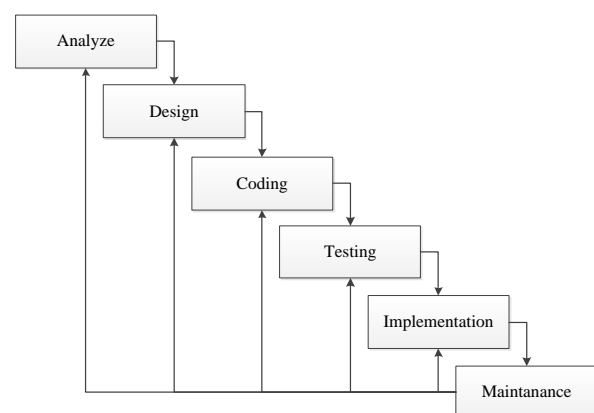 Analyze
Design
Coding
Testing
Implementation
Maintanance